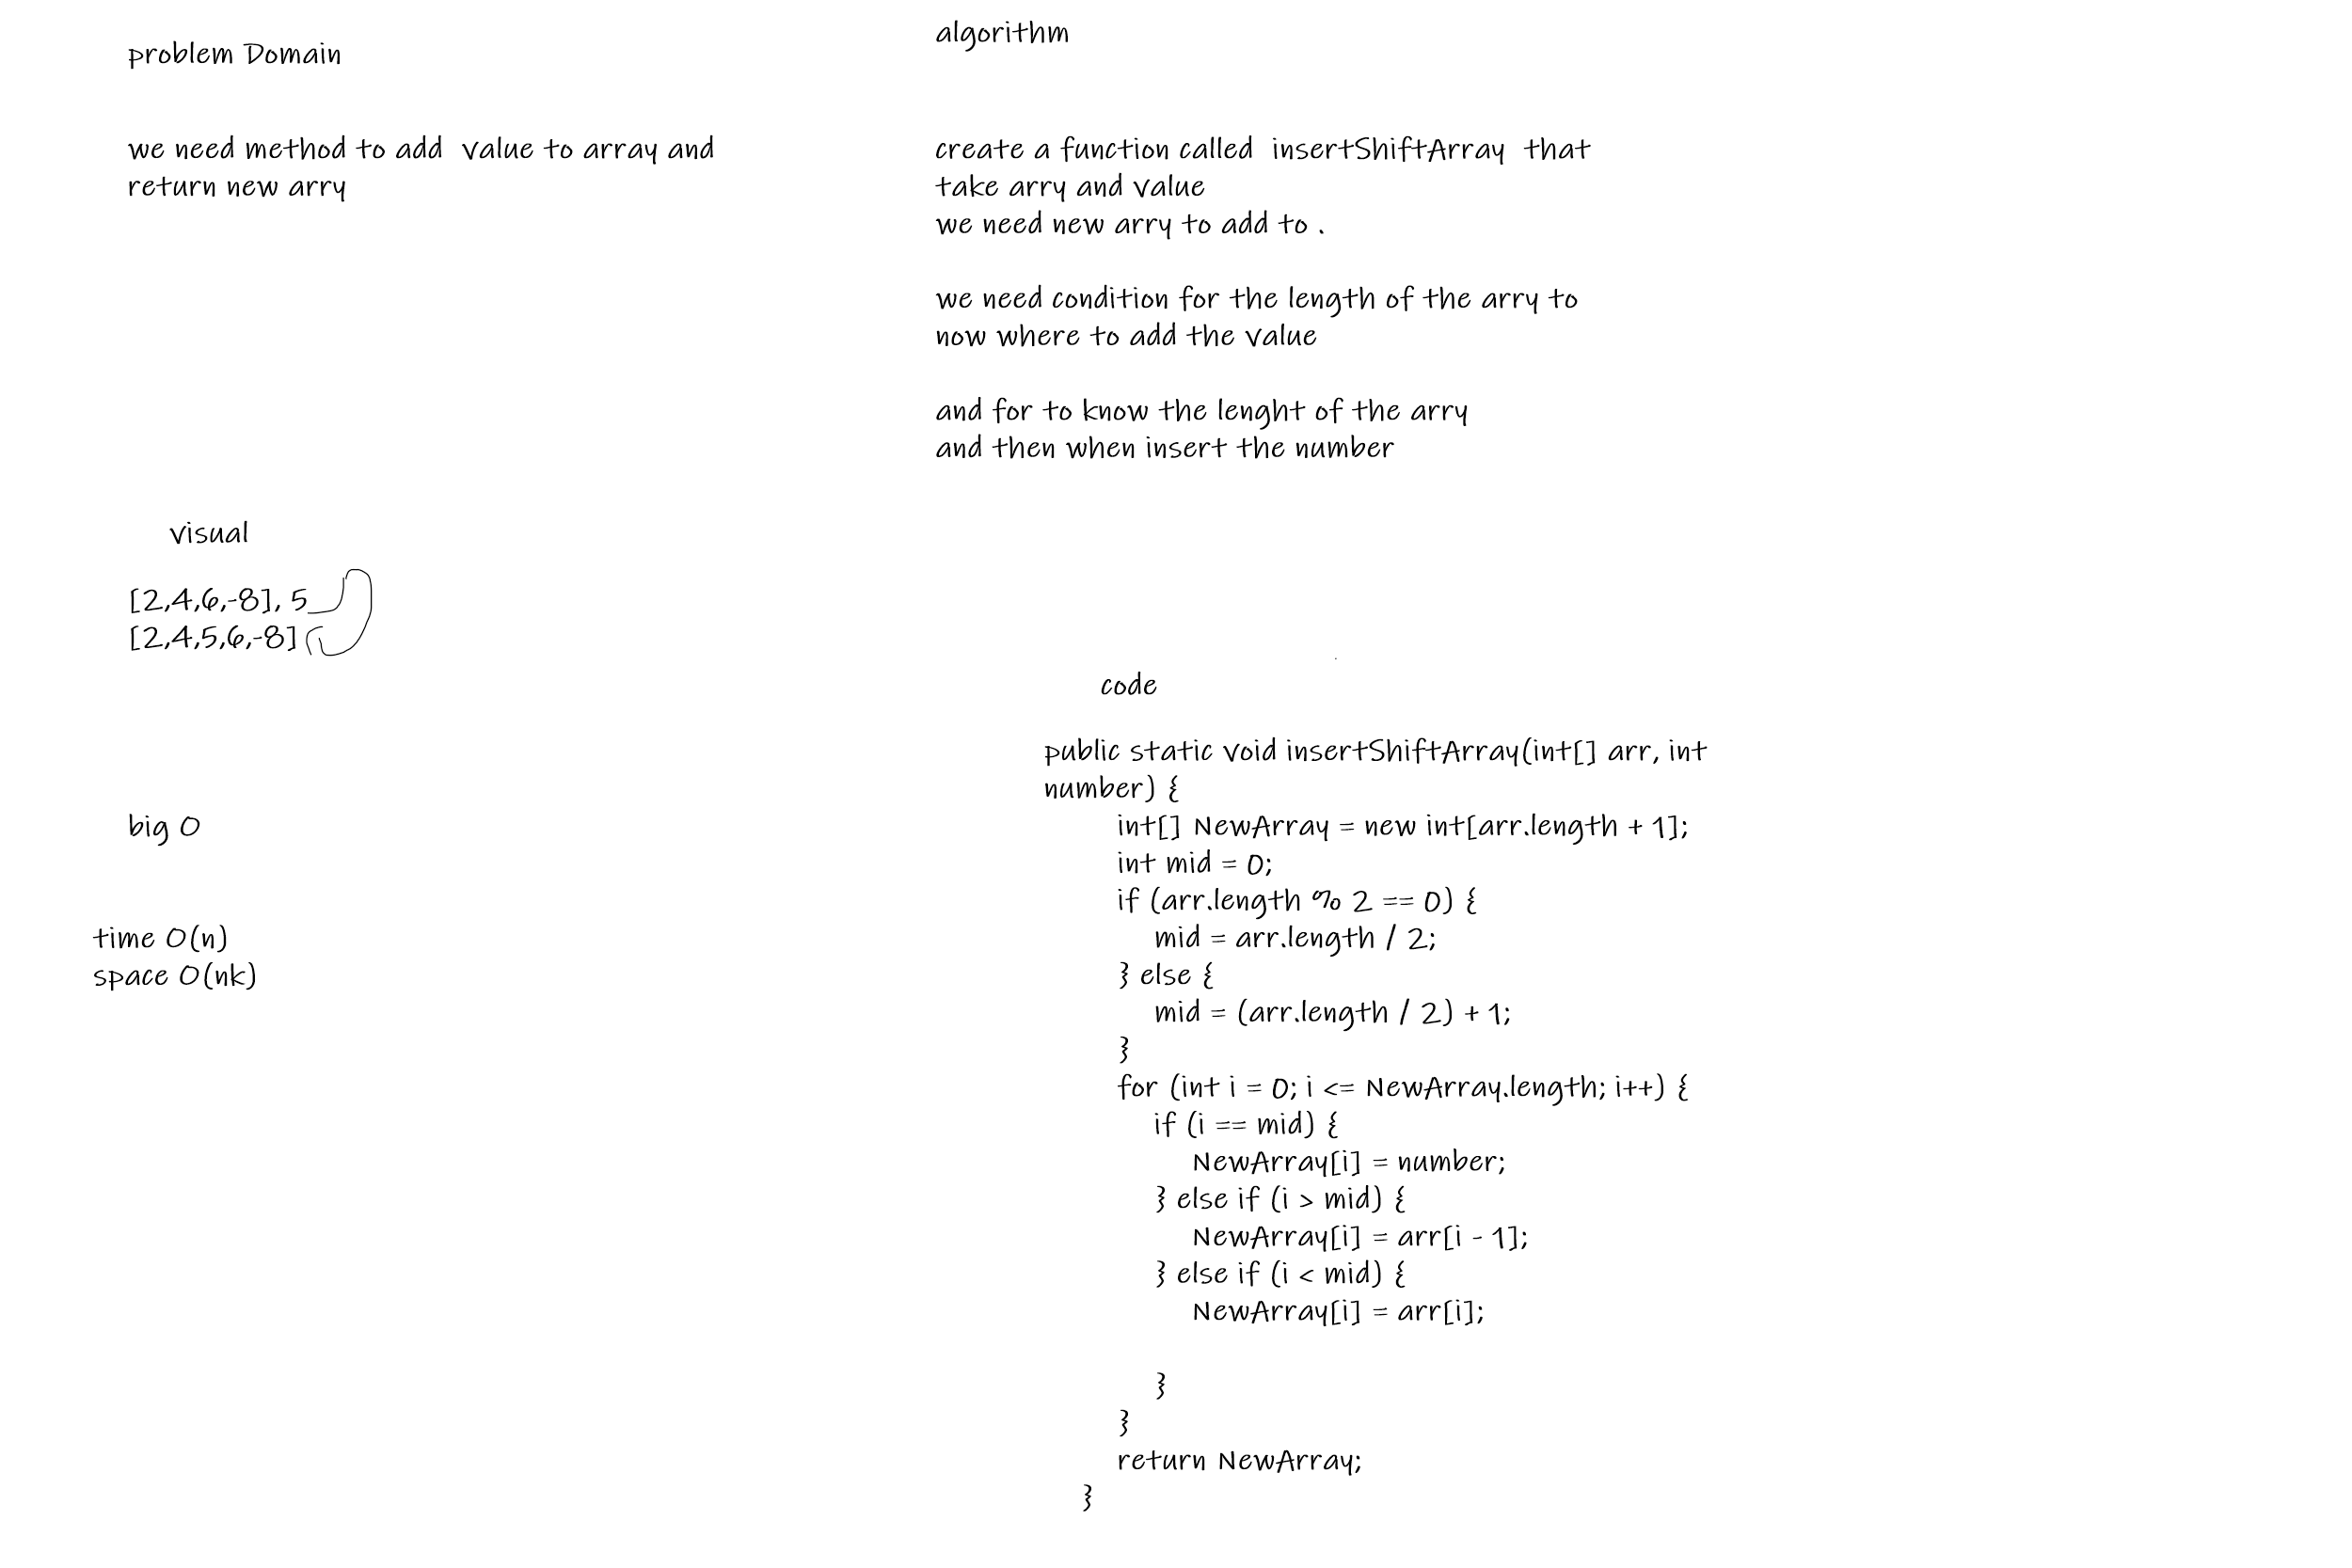 problem Domain
we need method to add value to array and
return new arry
visual
[2,4,6,-8], 5
[2,4,5,6,-8]
big O
time O(n)
space O(nk)
algorithm
create a function called insertShiftArray that
take arry and value
we need new arry to add to .
we need condition for the length of the arry to
now where to add the value
and for to know the lenght of the arry
and then when insert the number
code
public static void insertShiftArray(int[] arr, int
number) {
int[] NewArray = new int[arr.length + 1];
int mid = 0;
if (arr.length % 2 == 0) {
mid = arr.length / 2;
} else {
mid = (arr.length / 2) + 1;
}
for (int i = 0; i <= NewArray.length; i++) {
if (i == mid) {
NewArray[i] = number;
} else if (i > mid) {
NewArray[i] = arr[i - 1];
} else if (i < mid) {
NewArray[i] = arr[i];
}
}
return NewArray;
}